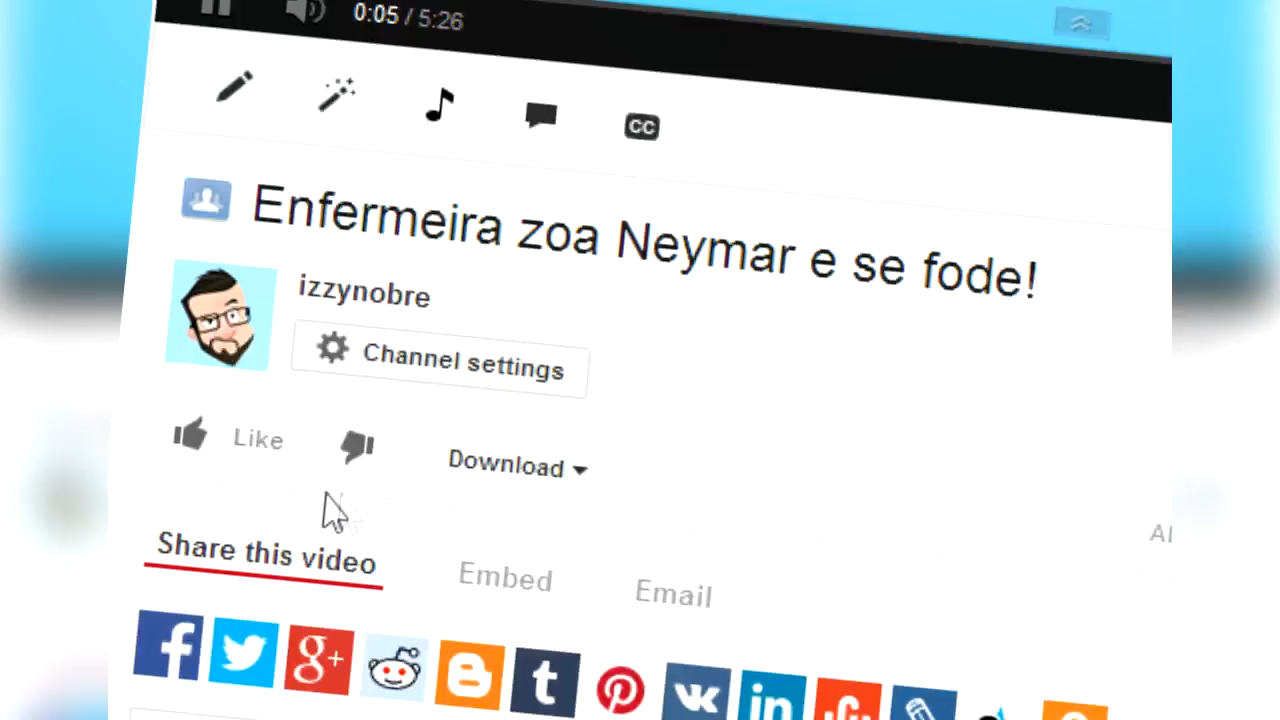 0:05 / 5:26
CC
Enfermeira zoa Neymar e se fode!
izzynobre
Channel settings
Like
Download
Share this video
Embed
Email